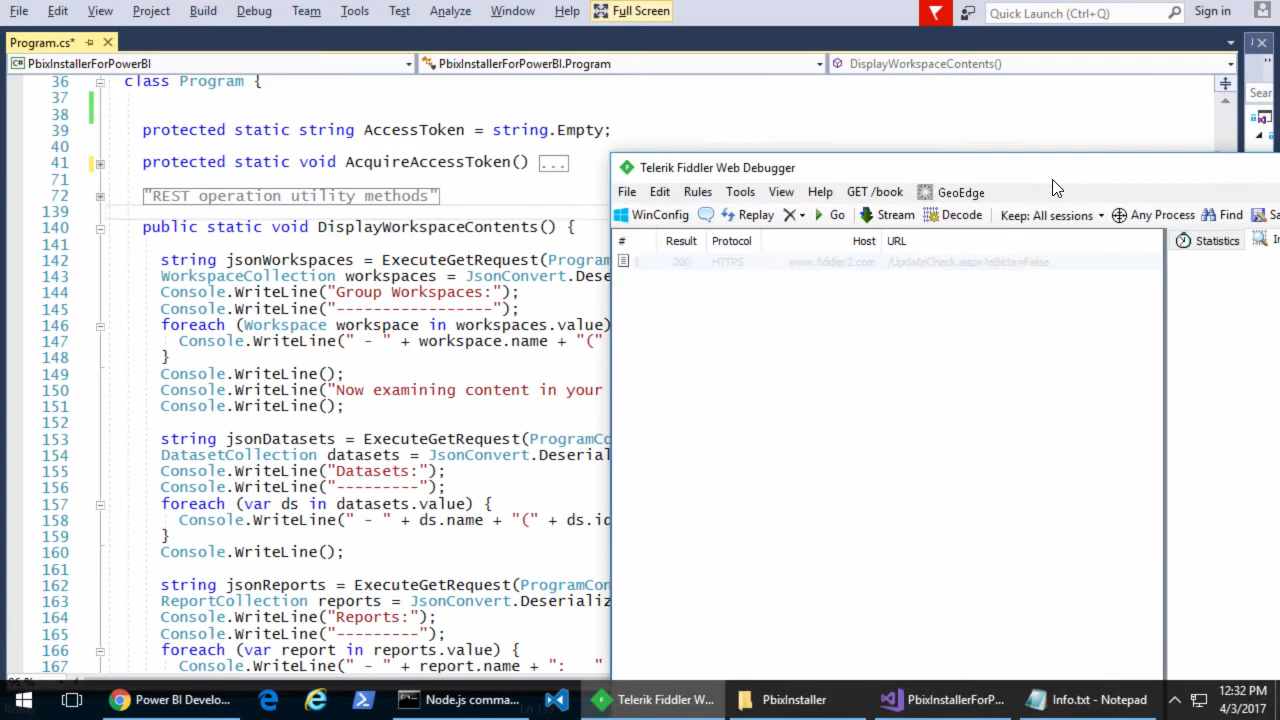 File Edit View Project Build Debug Team Tools Test Analyze Window Help Full Screen Quick Launch (Ctrl+Q) Sign in
Program.cs*
PbixInstallerForPowerBI PbixInstallerForPowerBI.Program DisplayWorkspaceContents()
36 class Program {
37
38
39 protected static string AccessToken = string.Empty;
40
41 protected static void AcquireAccessToken() ...
71
72 "REST operation utility methods"
139
140 public static void DisplayWorkspaceContents() {
141
142 string jsonWorkspaces = ExecuteGetRequest(Program
143 WorkspaceCollection workspaces = JsonConvert.Deser
144 Console.WriteLine("Group Workspaces:");
145 Console.WriteLine("-----------------");
146 foreach (Workspace workspace in workspaces.value)
147 Console.WriteLine(" - " + workspace.name + "("
148 }
149 Console.WriteLine();
150 Console.WriteLine("Now examining content in your
151 Console.WriteLine();
152
153 string jsonDatasets = ExecuteGetRequest(ProgramCo
154 DatasetCollection datasets = JsonConvert.Deserial
155 Console.WriteLine("Datasets:");
156 Console.WriteLine("---------");
157 foreach (var ds in datasets.value) {
158 Console.WriteLine(" - " + ds.name + "(" + ds.id
159 }
160 Console.WriteLine();
161
162 string jsonReports = ExecuteGetRequest(ProgramCon
163 ReportCollection reports = JsonConvert.Deserializ
164 Console.WriteLine("Reports:");
165 Console.WriteLine("---------");
166 foreach (var report in reports.value) {
167 Console.WriteLine(" - " + report.name + ": "
Sear
Telerik Fiddler Web Debugger
File Edit Rules Tools View Help GET /book GeoEdge
WinConfig Replay Go Stream Decode Keep: All sessions Any Process Find Sa
# Result Protocol Host URL
1 200 HTTPS www.fiddler2.com /UpdateCheck.aspx?isBeta=False
Statistics In
Power BI Develo... Node.js comma... Telerik Fiddler W... PbixInstaller PbixInstallerForP... Info.txt - Notepad 12:32 PM
4/3/2017